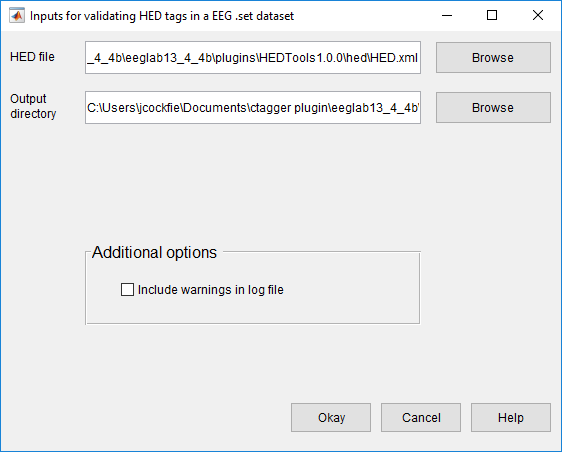 Inputs for validating HED tags in a EEG .set dataset
HED file
_4_4b\eeglab13_4_4b\plugins\HEDTools1.0.0\hed\HED.xml
Browse
Output
directory
C:\Users\jcockfie\Documents\ctagger plugin\eeglab13_4_4b\
Browse
Additional options
Include warnings in log file
Okay
Cancel
Help